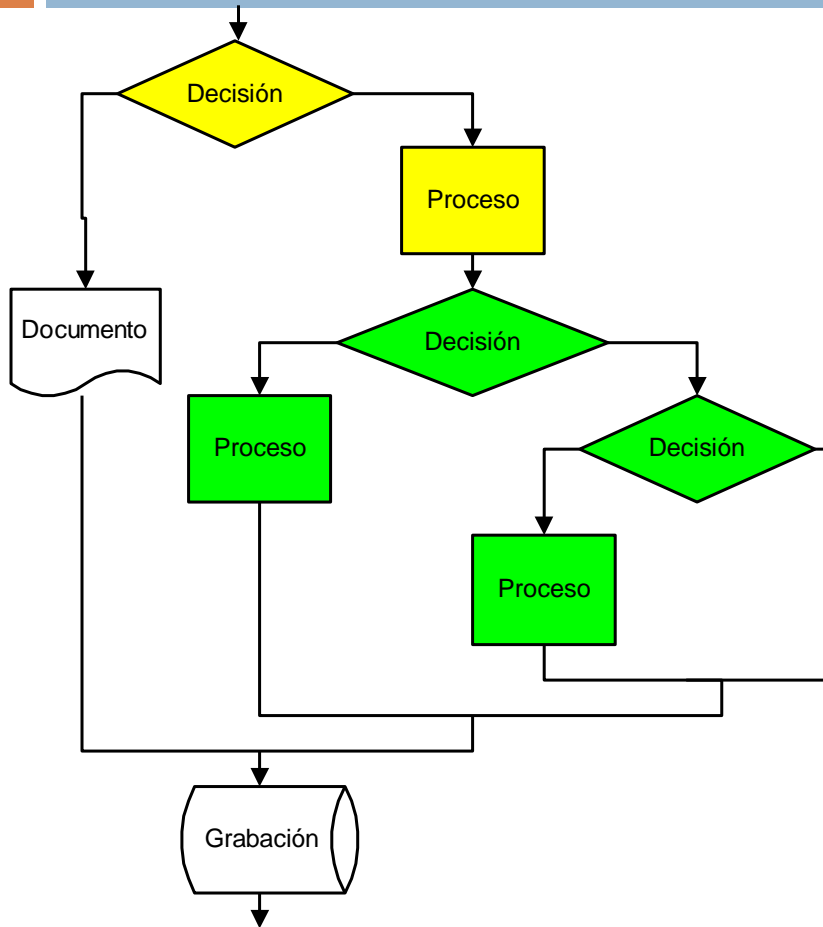 Decisión
Proceso
Documento
Decisión
Proceso
Decisión
Proceso
Grabación